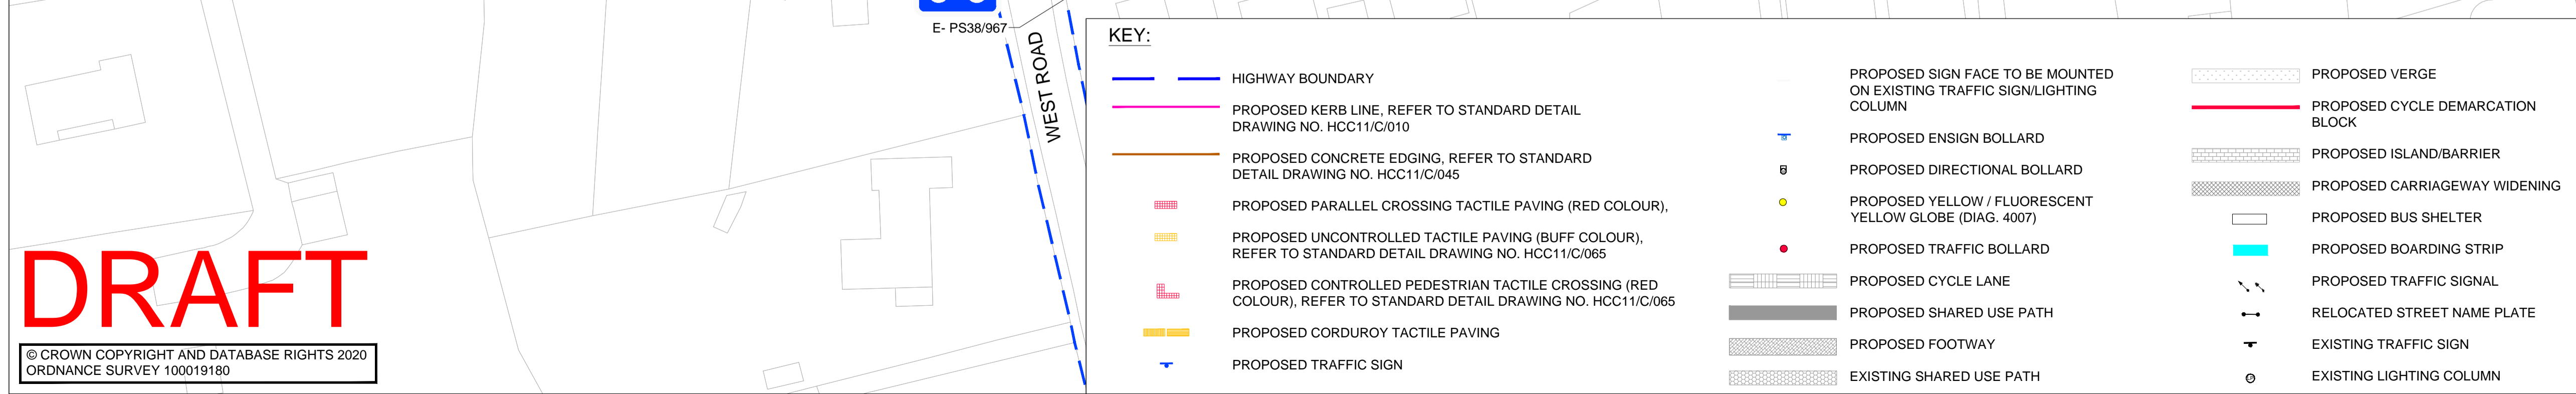 E- PS38/967
WEST ROAD
DRAFT
© CROWN COPYRIGHT AND DATABASE RIGHTS 2020
ORDNANCE SURVEY 100019180
KEY:
HIGHWAY BOUNDARY
PROPOSED KERB LINE, REFER TO STANDARD DETAIL
DRAWING NO. HCC11/C/010
PROPOSED CONCRETE EDGING, REFER TO STANDARD
DETAIL DRAWING NO. HCC11/C/045
PROPOSED PARALLEL CROSSING TACTILE PAVING (RED COLOUR),
PROPOSED UNCONTROLLED TACTILE PAVING (BUFF COLOUR),
REFER TO STANDARD DETAIL DRAWING NO. HCC11/C/065
PROPOSED CONTROLLED PEDESTRIAN TACTILE CROSSING (RED
COLOUR), REFER TO STANDARD DETAIL DRAWING NO. HCC11/C/065
PROPOSED CORDUROY TACTILE PAVING
PROPOSED TRAFFIC SIGN
PROPOSED SIGN FACE TO BE MOUNTED
ON EXISTING TRAFFIC SIGN/LIGHTING
COLUMN
PROPOSED ENSIGN BOLLARD
PROPOSED DIRECTIONAL BOLLARD
PROPOSED YELLOW / FLUORESCENT
YELLOW GLOBE (DIAG. 4007)
PROPOSED TRAFFIC BOLLARD
PROPOSED CYCLE LANE
PROPOSED SHARED USE PATH
PROPOSED FOOTWAY
EXISTING SHARED USE PATH
PROPOSED VERGE
PROPOSED CYCLE DEMARCATION
BLOCK
PROPOSED ISLAND/BARRIER
PROPOSED CARRIAGEWAY WIDENING
PROPOSED BUS SHELTER
PROPOSED BOARDING STRIP
PROPOSED TRAFFIC SIGNAL
RELOCATED STREET NAME PLATE
EXISTING TRAFFIC SIGN
EXISTING LIGHTING COLUMN